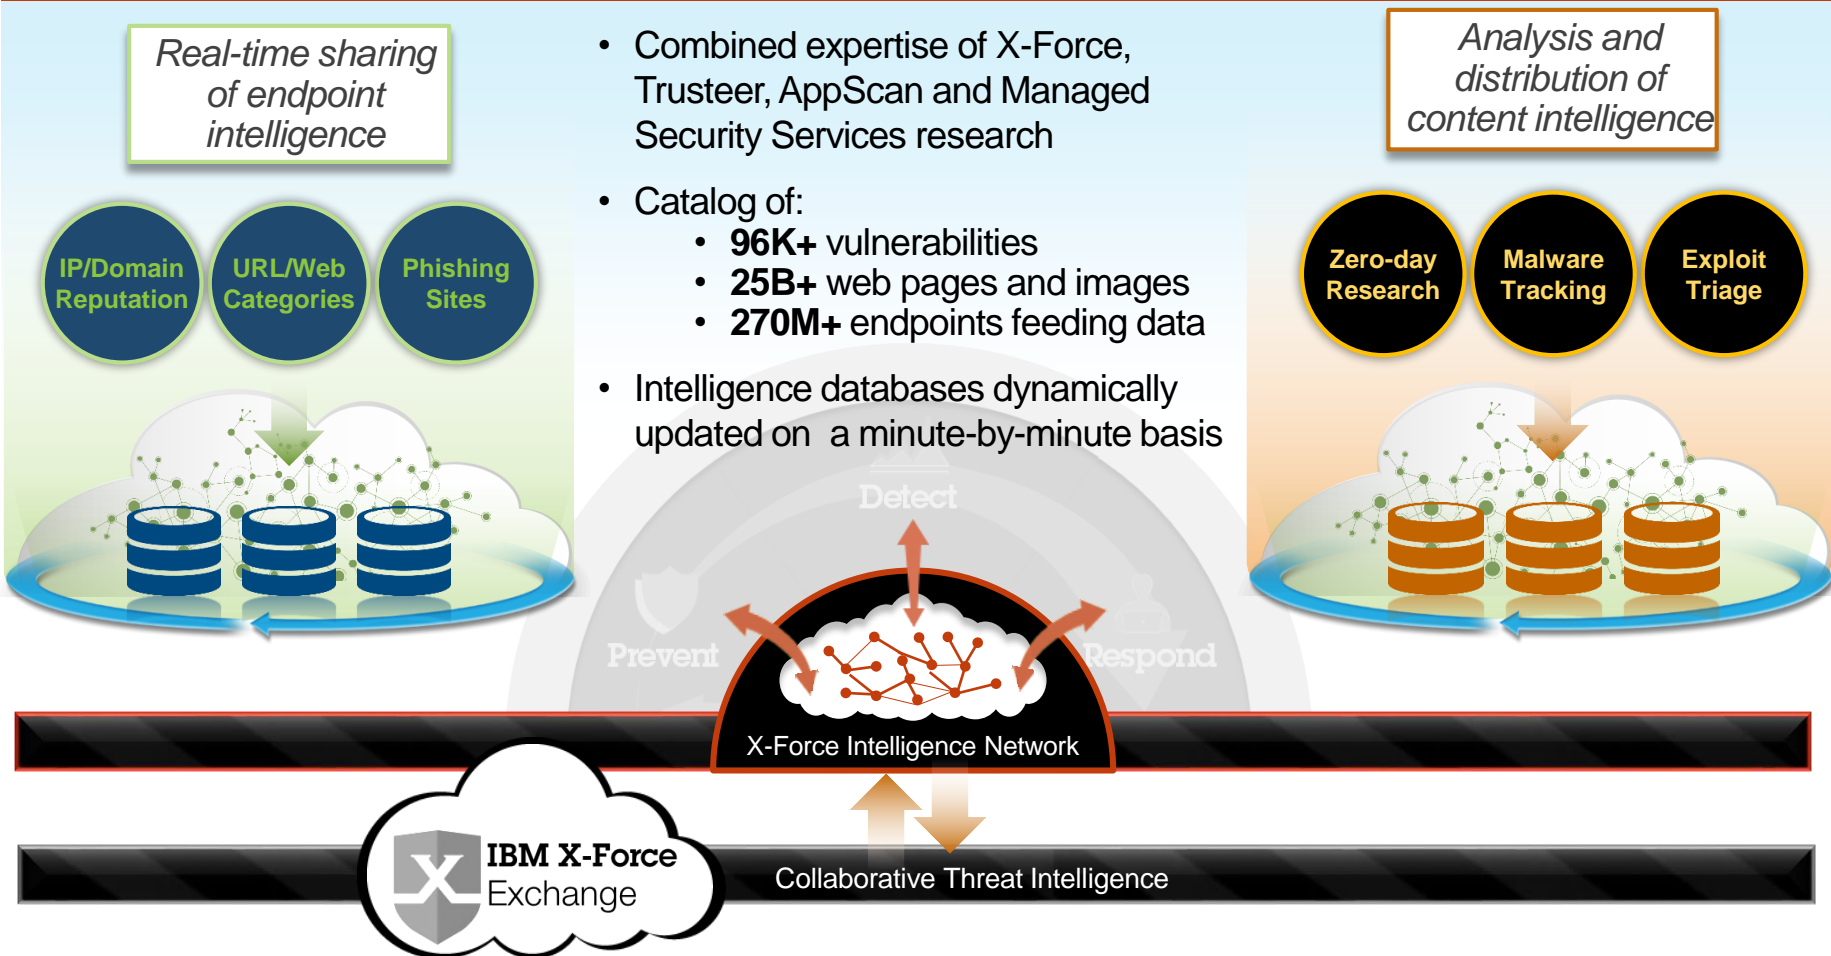 Real-time sharing
of endpoint
intelligence
IP/Domain
Reputation
URL/Web
Categories
Phishing
Sites
• Combined expertise of X-Force,
Trusteer, AppScan and Managed
Security Services research
• Catalog of:
• 96K+ vulnerabilities
• 25B+ web pages and images
• 270M+ endpoints feeding data
• Intelligence databases dynamically
updated on  a minute-by-minute basis
Analysis and
distribution of
content intelligence
Zero-day
Research
Malware
Tracking
Exploit
Triage
Detect
Prevent
Respond
X-Force Intelligence Network
X
IBM X-Force
Exchange
Collaborative Threat Intelligence